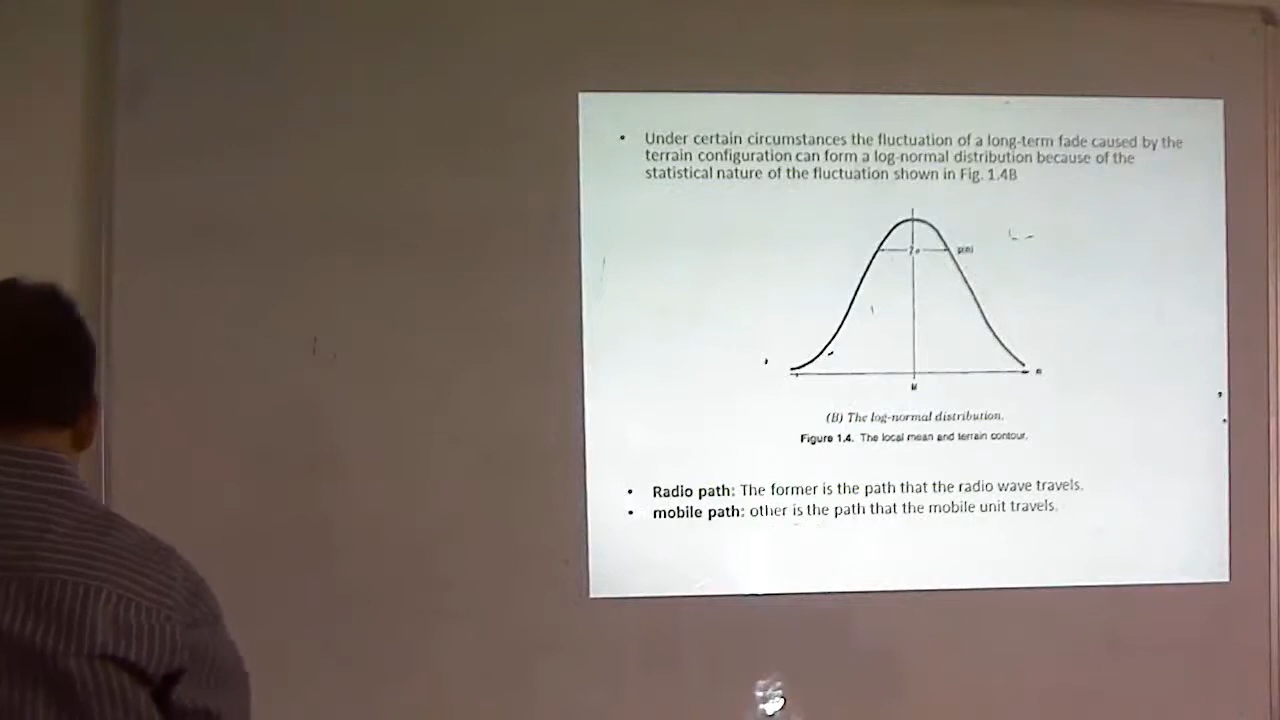 • Under certain circumstances the fluctuation of a long-term fade caused by the
terrain configuration can form a log-normal distribution because of the
statistical nature of the fluctuation shown in Fig. 1.4B
(B) The log-normal distribution.
Figure 1.4. The local mean and terrain contour.
• Radio path: The former is the path that the radio wave travels.
• mobile path: other is the path that the mobile unit travels.